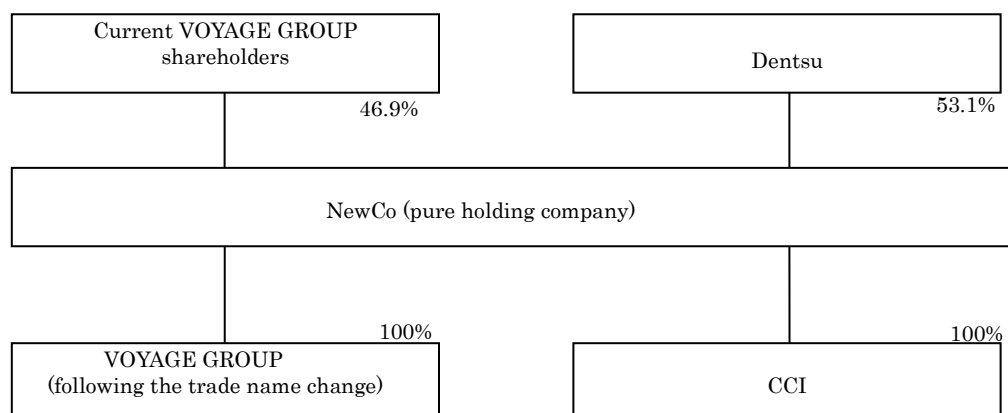 Current VOYAGE GROUP
shareholders
Dentsu
46.9%
53.1%
NewCo (pure holding company)
100%
100%
VOYAGE GROUP
(following the trade name change)
CCI